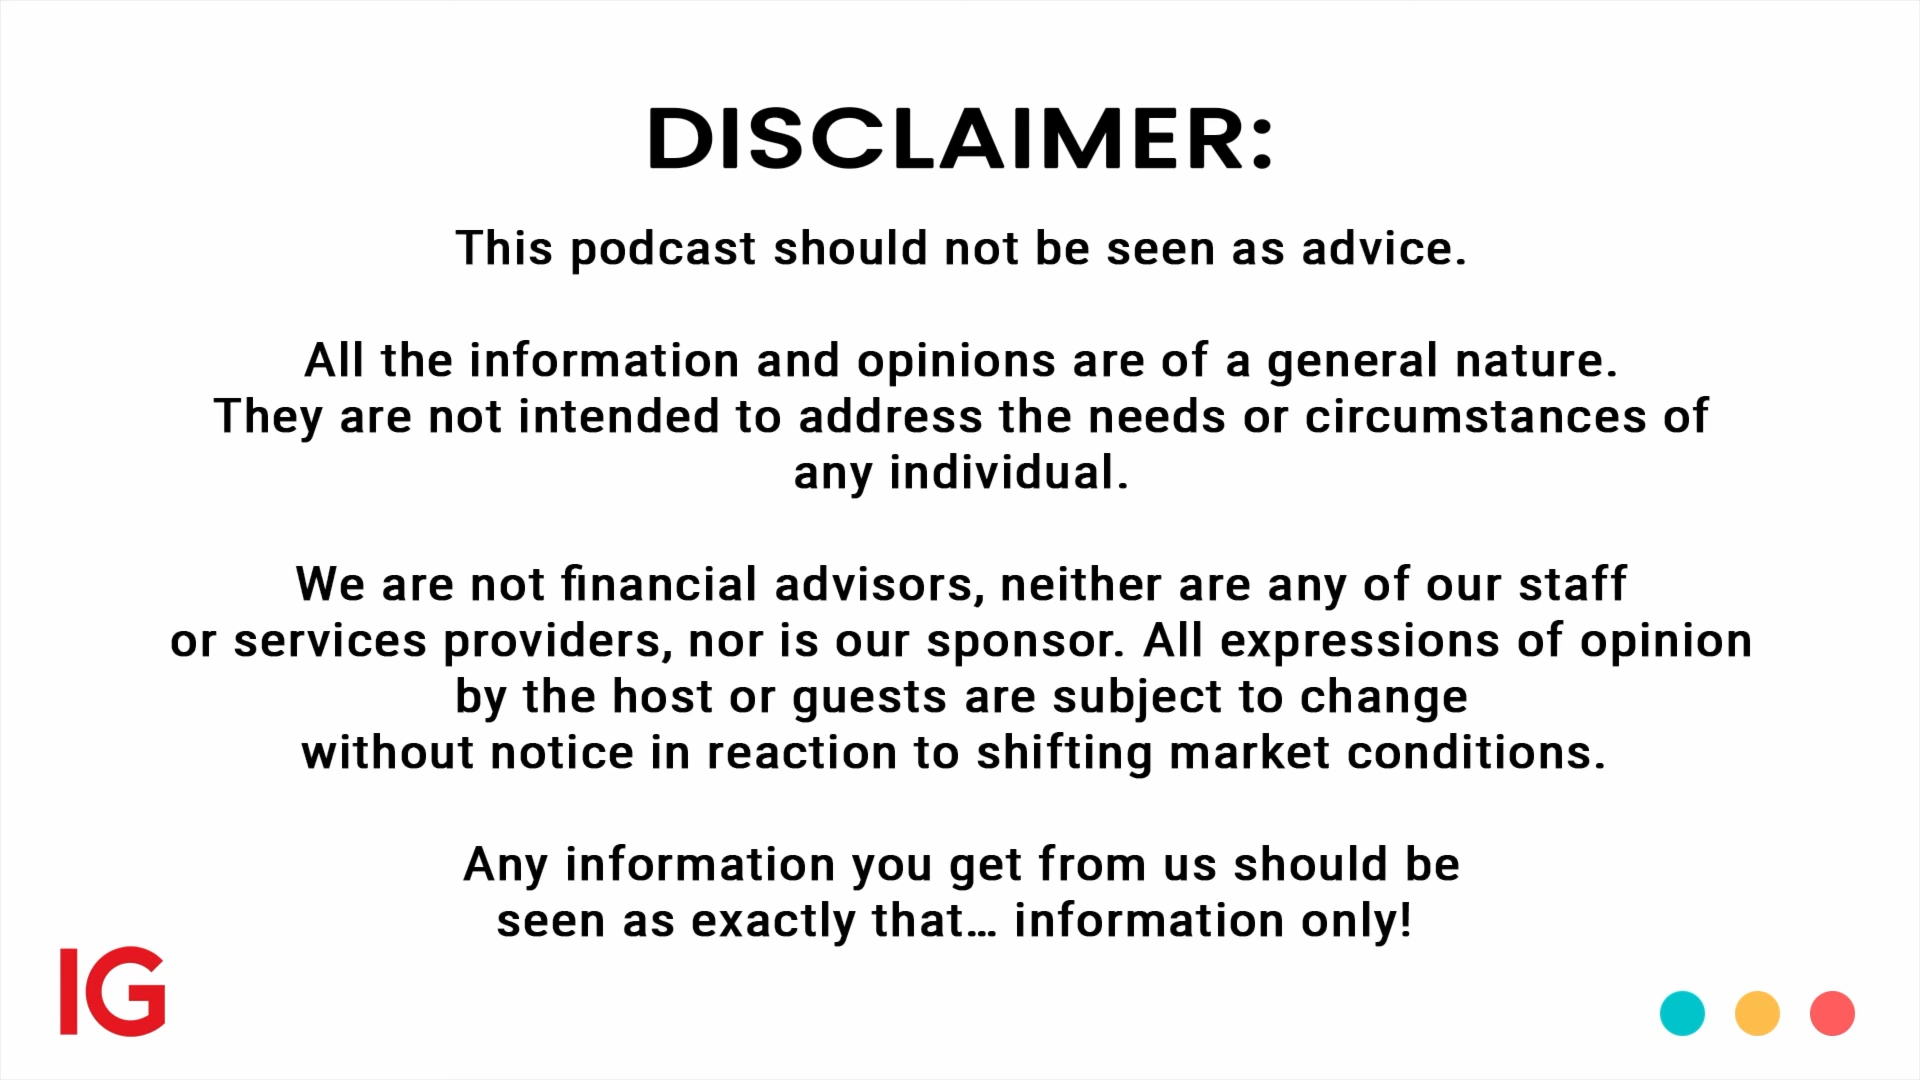 DISCLAIMER:
This podcast should not be seen as advice.
All the information and opinions are of a general nature.
They are not intended to address the needs or circumstances of
any individual.
We are not financial advisors, neither are any of our staff
or services providers, nor is our sponsor. All expressions of opinion
by the host or guests are subject to change
without notice in reaction to shifting market conditions.
Any information you get from us should be
seen as exactly that… information only!
IG